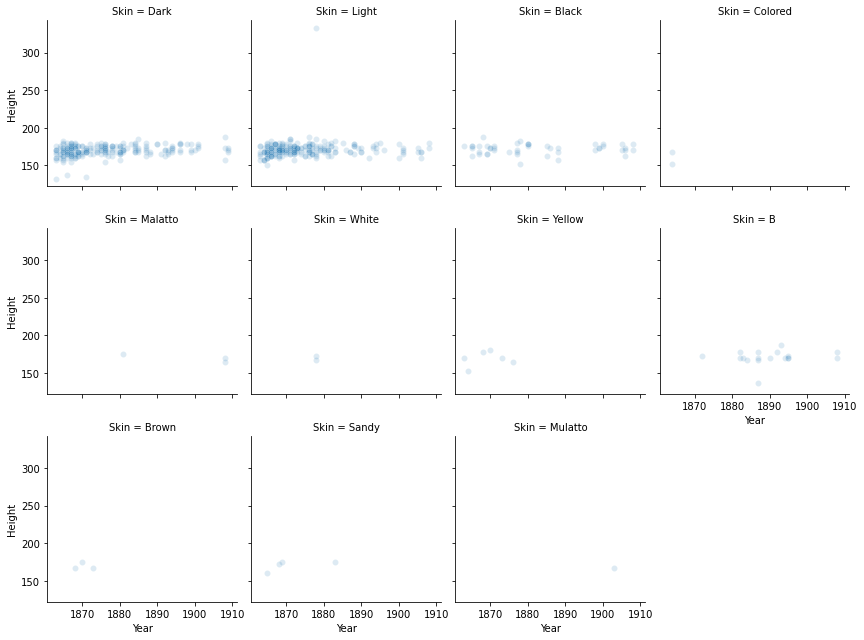 Skin = Dark
Skin = Light
Skin = Black
Skin = Colored
Height
300
250
200
150
Skin = Malatto
Skin = White
Skin = Yellow
Skin = B
Height
300
250
200
150
1870 1880 1890 1900 1910
Year
Skin = Brown
Skin = Sandy
Skin = Mulatto
Height
300
250
200
150
1870 1880 1890 1900 1910
Year
1870 1880 1890 1900 1910
Year
1870 1880 1890 1900 1910
Year